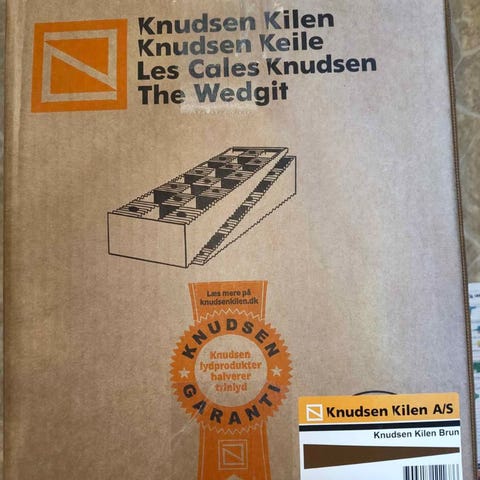 Knudsen Kilen
Knudsen Keile
Les Cales Knudsen
The Wedgit
Læs mere på
knudsenkilen.dk
KNUDSEN
Knudsen
lydprodukter
halverer
trinlyd
GARANTI
Knudsen Kilen A/S
Knudsen Kilen Brun